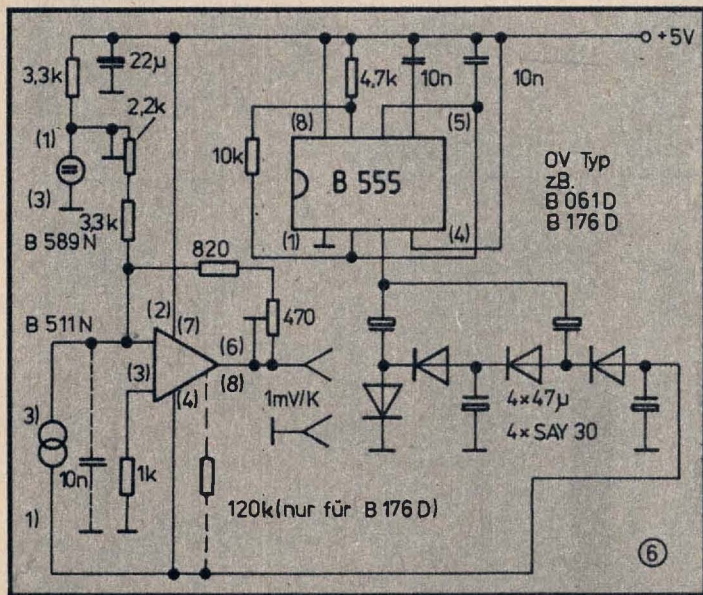 +5V
3,3k
22µ
4,7k
10n
10n
2,2k
(1)
(8)
(5)
10k
B 555
OV Typ
zB.
B 061 D
B 176 D
(3)
3,3k
(1)
(4)
B 589 N
820
B 511 N
(2)
(7)
470
(6)
(3)
(8)
(4)
1mV/K
4×47µ
4×SAY 30
3)
10n
1k
120k (nur für B 176 D)
1)
6